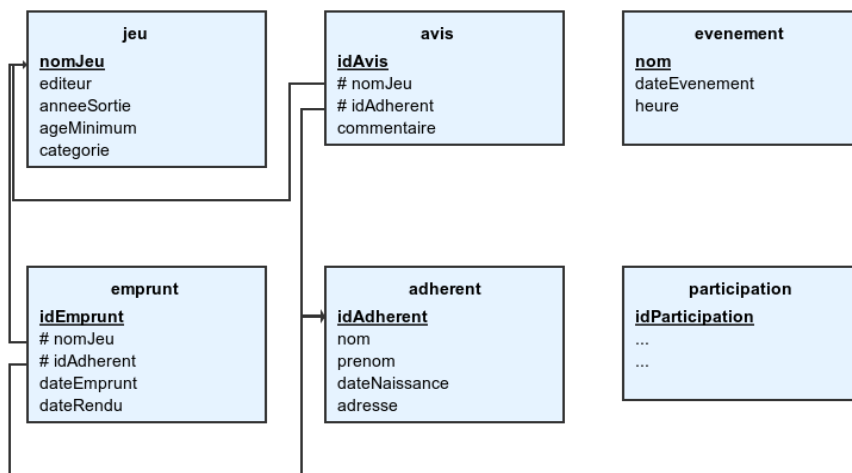 jeu
nomJeu
editeur
anneeSortie
ageMinimum
categorie
avis
idAvis
# nomJeu
# idAdherent
commentaire
evenement
nom
dateEvenement
heure
emprunt
idEmprunt
# nomJeu
# idAdherent
dateEmprunt
dateRendu
adherent
idAdherent
nom
prenom
dateNaissance
adresse
participation
idParticipation
...
...